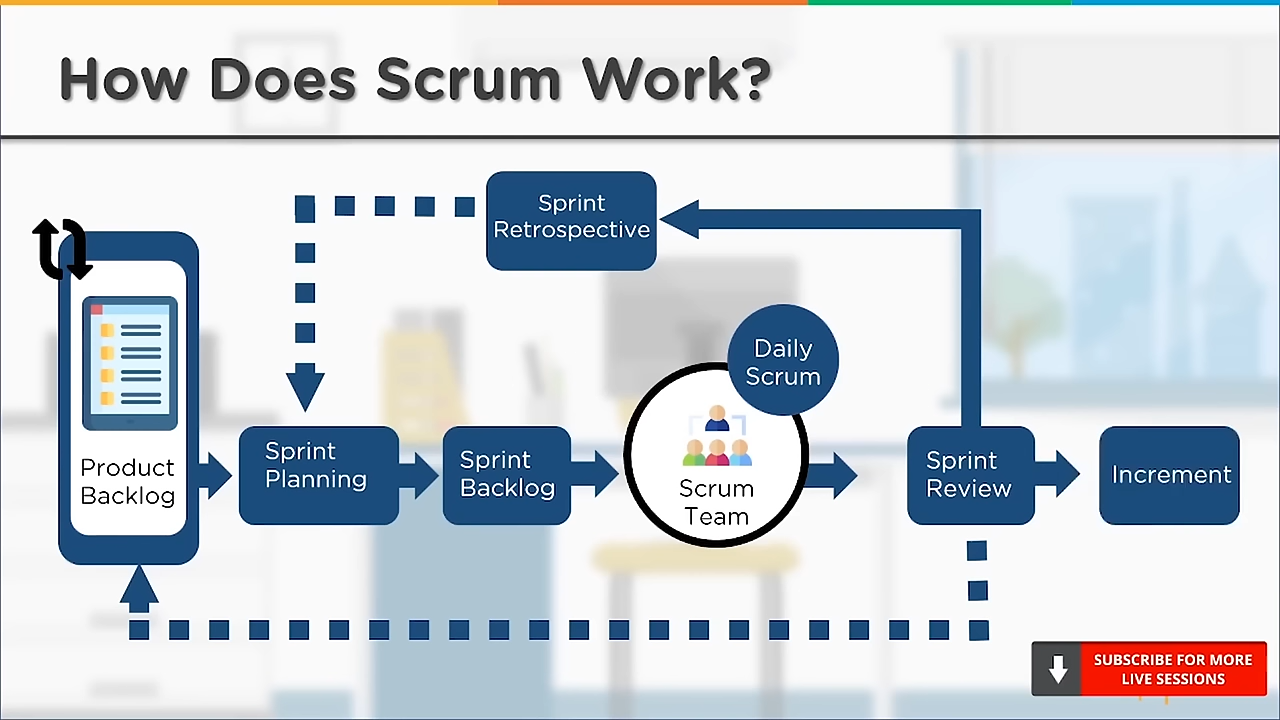 How Does Scrum Work?
Sprint
Retrospective
Daily
Scrum
Product
Backlog
Sprint
Planning
Sprint
Backlog
Scrum
Team
Sprint
Review
Increment
SUBSCRIBE FOR MORE
LIVE SESSIONS